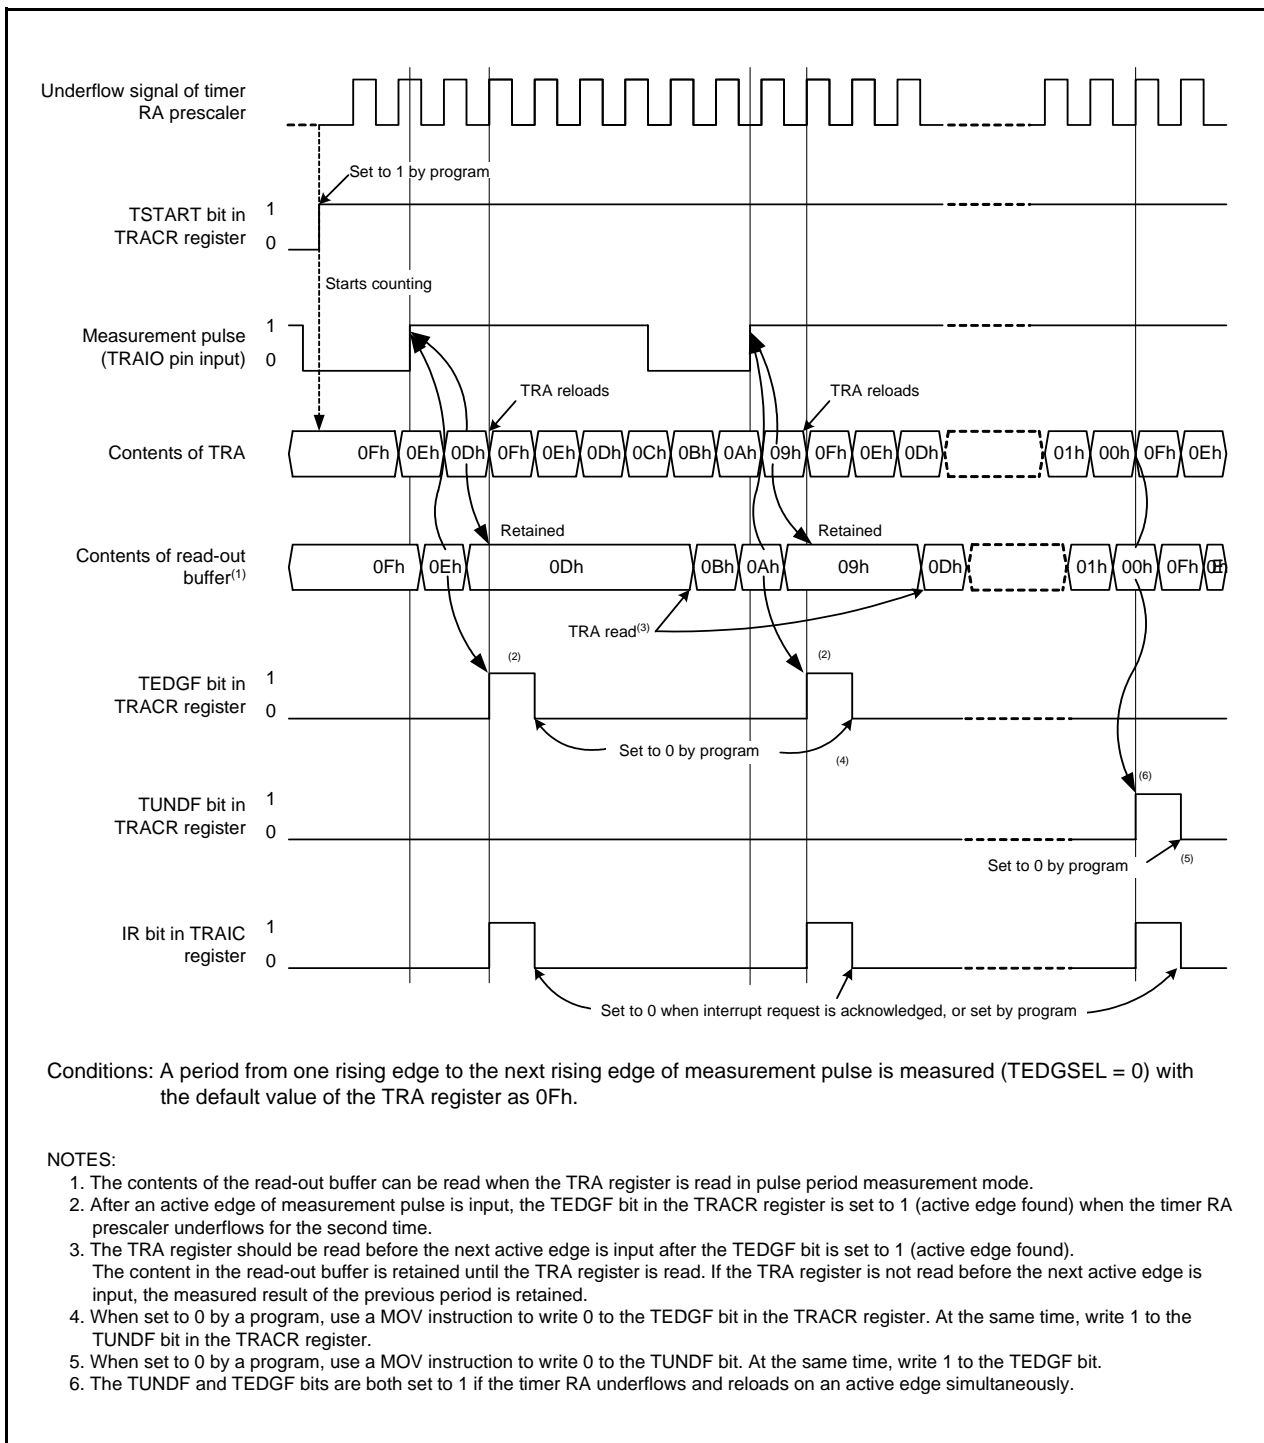 Underflow signal of timer
RA prescaler
Set to 1 by program
TSTART bit in
TRACR register
1
0
Starts counting
Measurement pulse
(TRAIO pin input)
1
0
TRA reloads
TRA reloads
Contents of TRA
0Fh 0Eh 0Dh 0Fh 0Eh 0Dh 0Ch 0Bh 0Ah 09h 0Fh 0Eh 0Dh 01h 00h 0Fh 0Eh
Retained
Retained
Contents of read-out
buffer(1)
0Fh 0Eh 0Dh 0Bh 0Ah 09h 0Dh 01h 00h 0Fh 0Eh
TRA read(3)
(2)
(2)
TEDGF bit in
TRACR register
1
0
Set to 0 by program
(4)
(6)
TUNDF bit in
TRACR register
1
0
Set to 0 by program
(5)
IR bit in TRAIC
register
1
0
Set to 0 when interrupt request is acknowledged, or set by program
Conditions: A period from one rising edge to the next rising edge of measurement pulse is measured (TEDGSEL = 0) with
the default value of the TRA register as 0Fh.
NOTES:
1. The contents of the read-out buffer can be read when the TRA register is read in pulse period measurement mode.
2. After an active edge of measurement pulse is input, the TEDGF bit in the TRACR register is set to 1 (active edge found) when the timer RA
prescaler underflows for the second time.
3. The TRA register should be read before the next active edge is input after the TEDGF bit is set to 1 (active edge found).
The content in the read-out buffer is retained until the TRA register is read. If the TRA register is not read before the next active edge is
input, the measured result of the previous period is retained.
4. When set to 0 by a program, use a MOV instruction to write 0 to the TEDGF bit in the TRACR register. At the same time, write 1 to the
TUNDF bit in the TRACR register.
5. When set to 0 by a program, use a MOV instruction to write 0 to the TUNDF bit. At the same time, write 1 to the TEDGF bit.
6. The TUNDF and TEDGF bits are both set to 1 if the timer RA underflows and reloads on an active edge simultaneously.